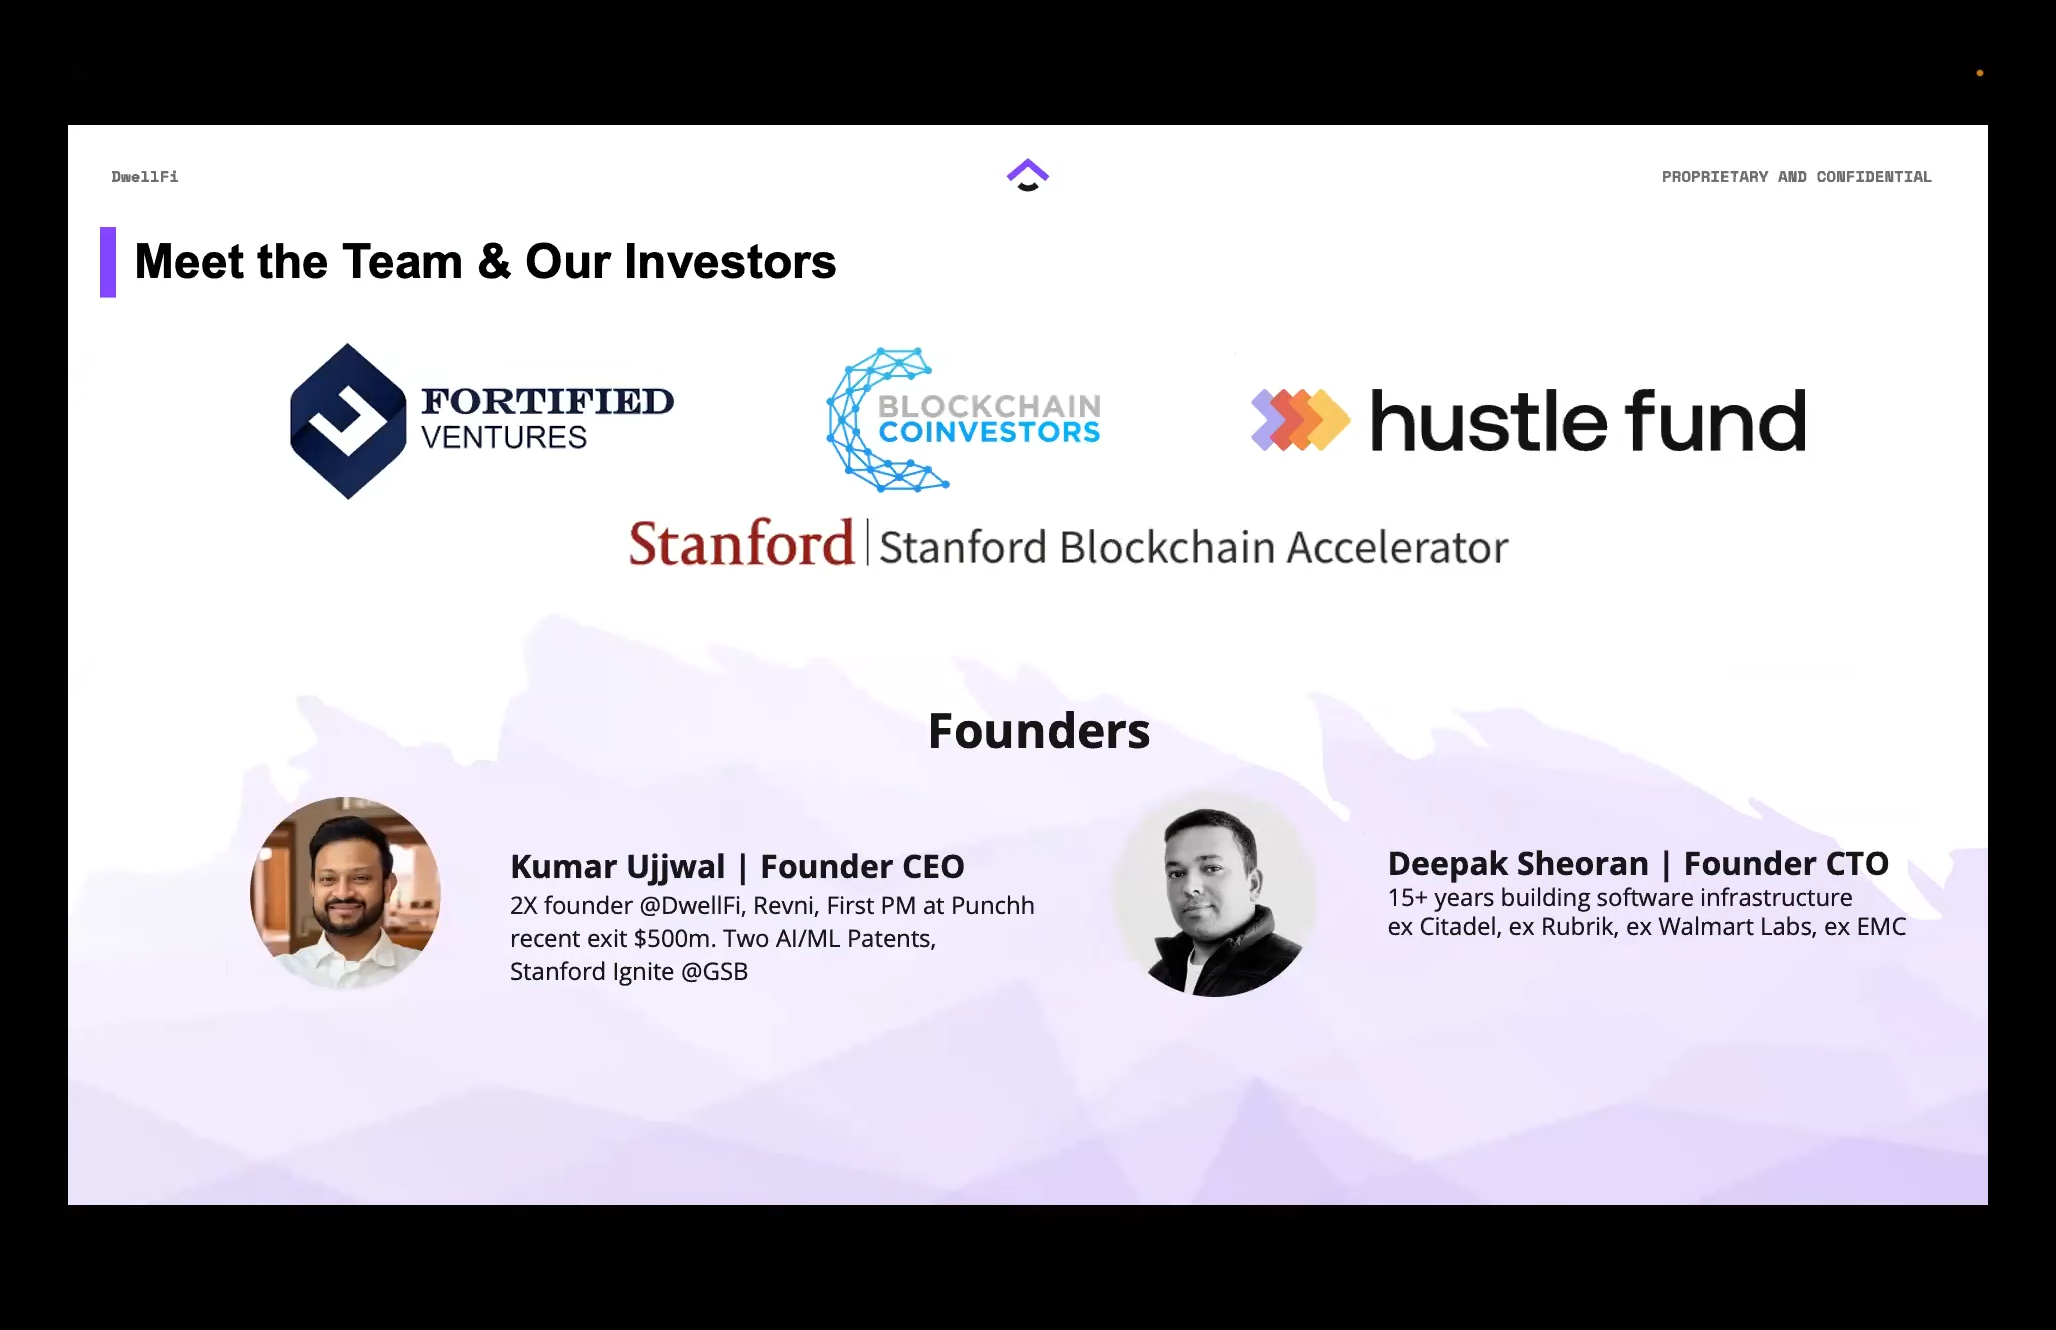 DwellFi
PROPRIETARY AND CONFIDENTIAL
Meet the Team & Our Investors
FORTIFIED
VENTURES
BLOCKCHAIN
COINVESTORS
hustle fund
Stanford | Stanford Blockchain Accelerator
Founders
Kumar Ujjwal | Founder CEO
2X founder @DwellFi, Revni, First PM at Punchh
recent exit $500m. Two AI/ML Patents,
Stanford Ignite @GSB
Deepak Sheoran | Founder CTO
15+ years building software infrastructure
ex Citadel, ex Rubrik, ex Walmart Labs, ex EMC